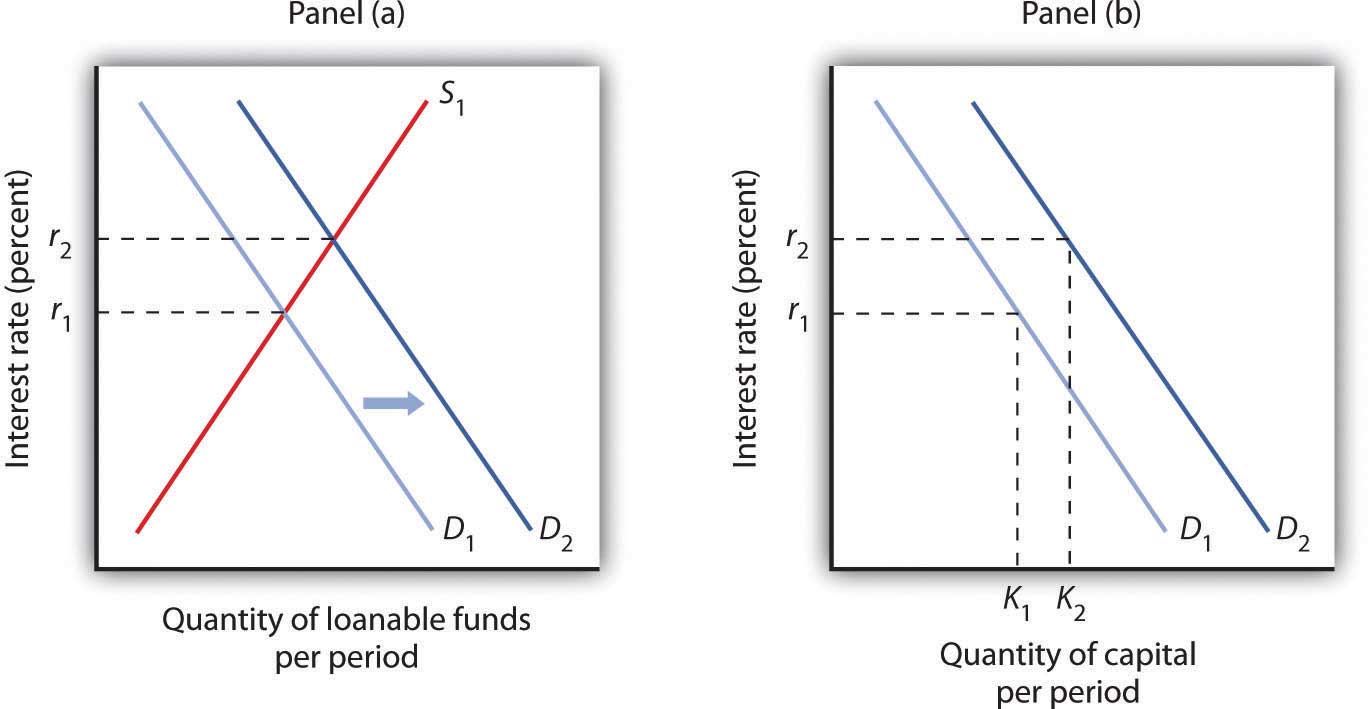 Panel (a)
Interest rate (percent)
S1
r2
r1
D1
D2
Quantity of loanable funds
per period
Panel (b)
Interest rate (percent)
r2
r1
D1
D2
K1
K2
Quantity of capital
per period